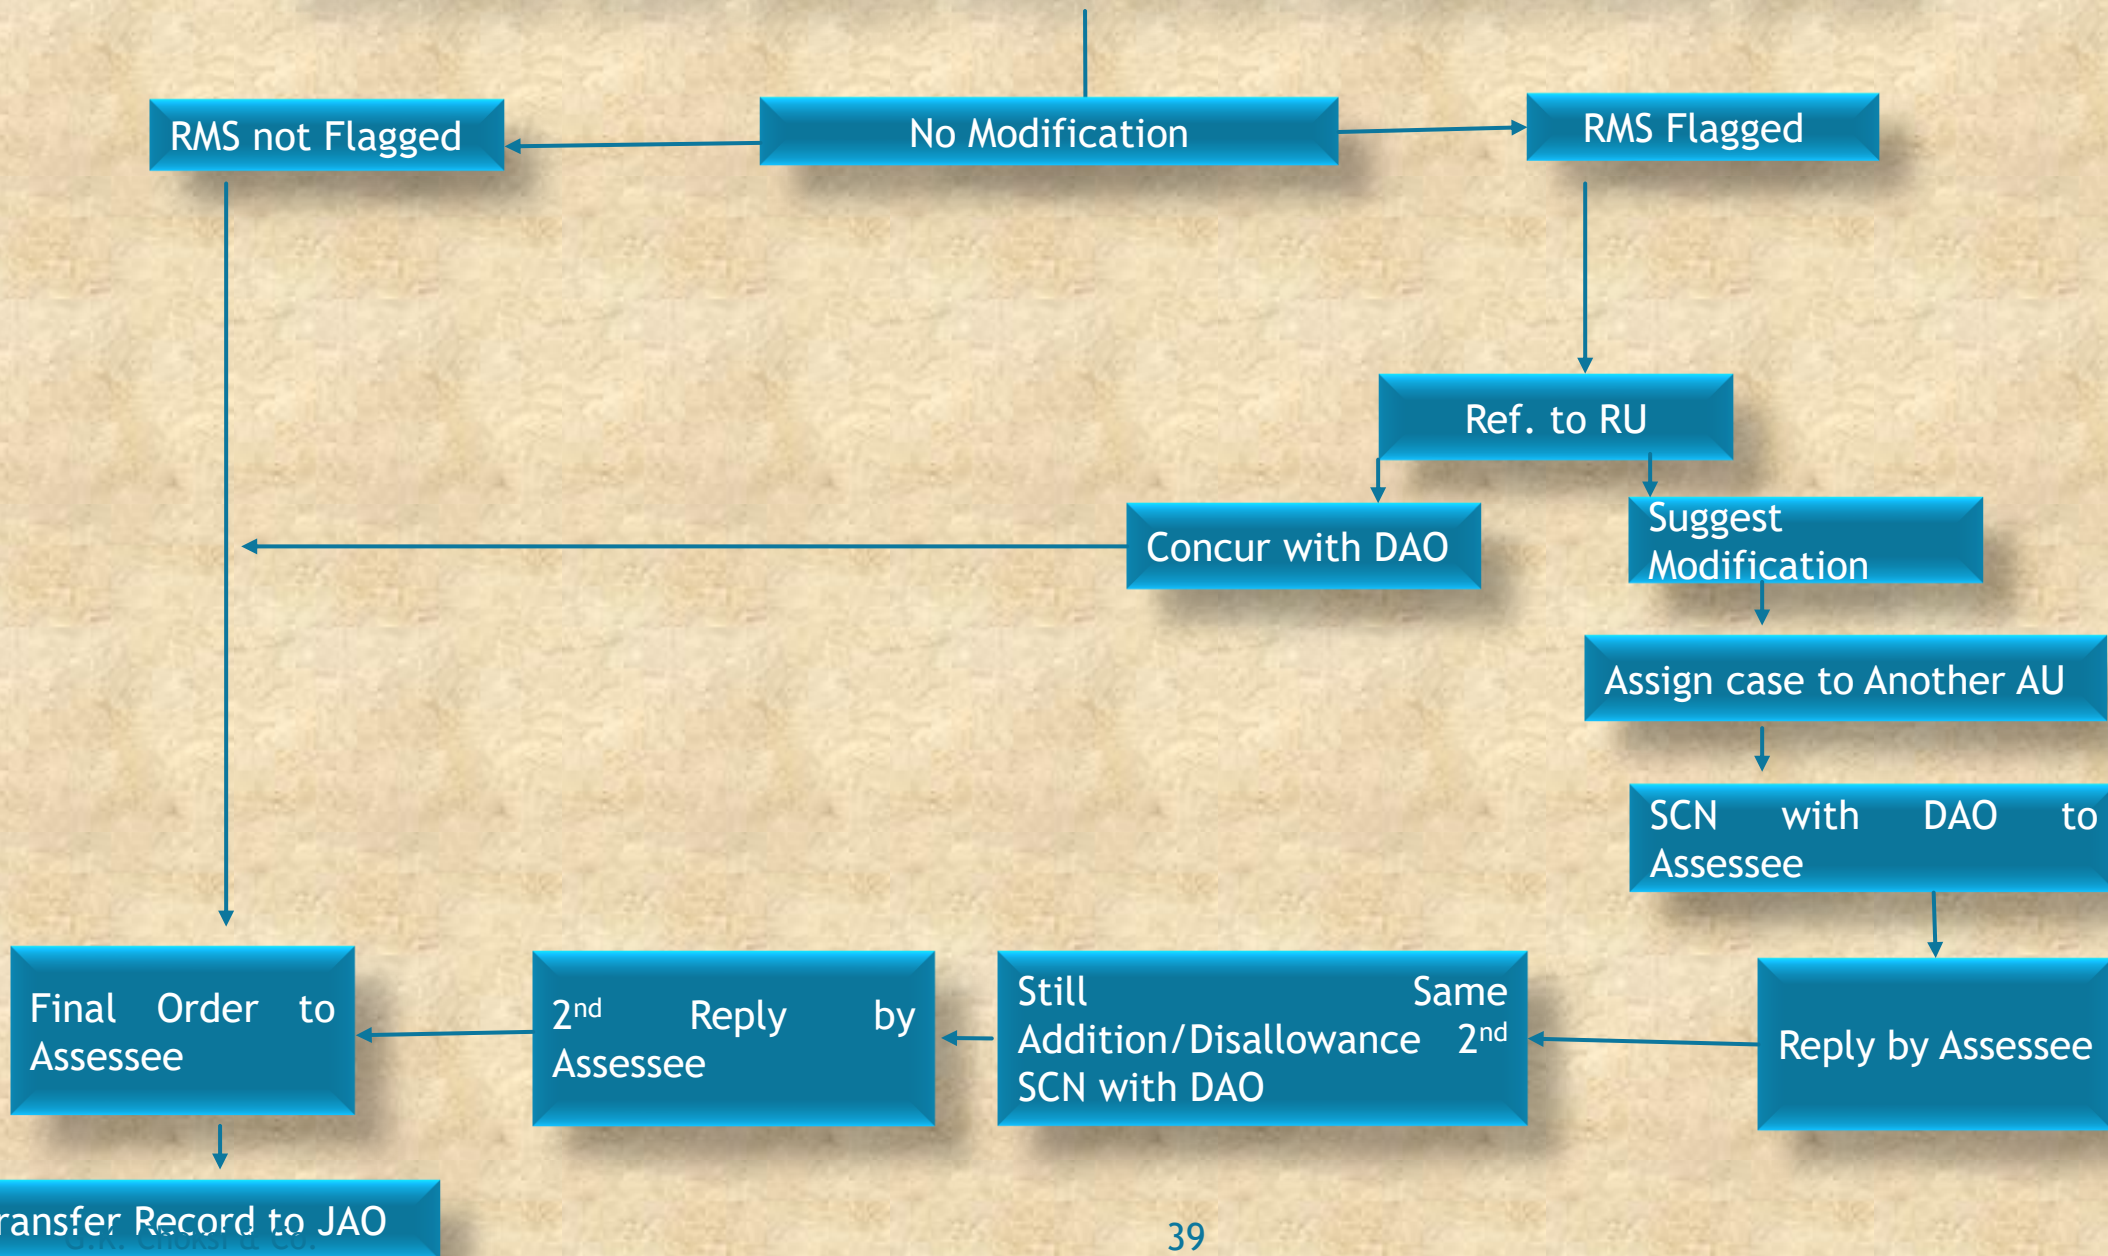 RMS not Flagged
No Modification
RMS Flagged
Ref. to RU
Concur with DAO
Suggest
Modification
Assign case to Another AU
SCN with DAO to
Assessee
Final Order to
Assessee
2nd Reply by
Assessee
Still Same
Addition/Disallowance 2nd
SCN with DAO
Reply by Assessee
ransfer Record to JAO
G.K. Choksi & Co.
39